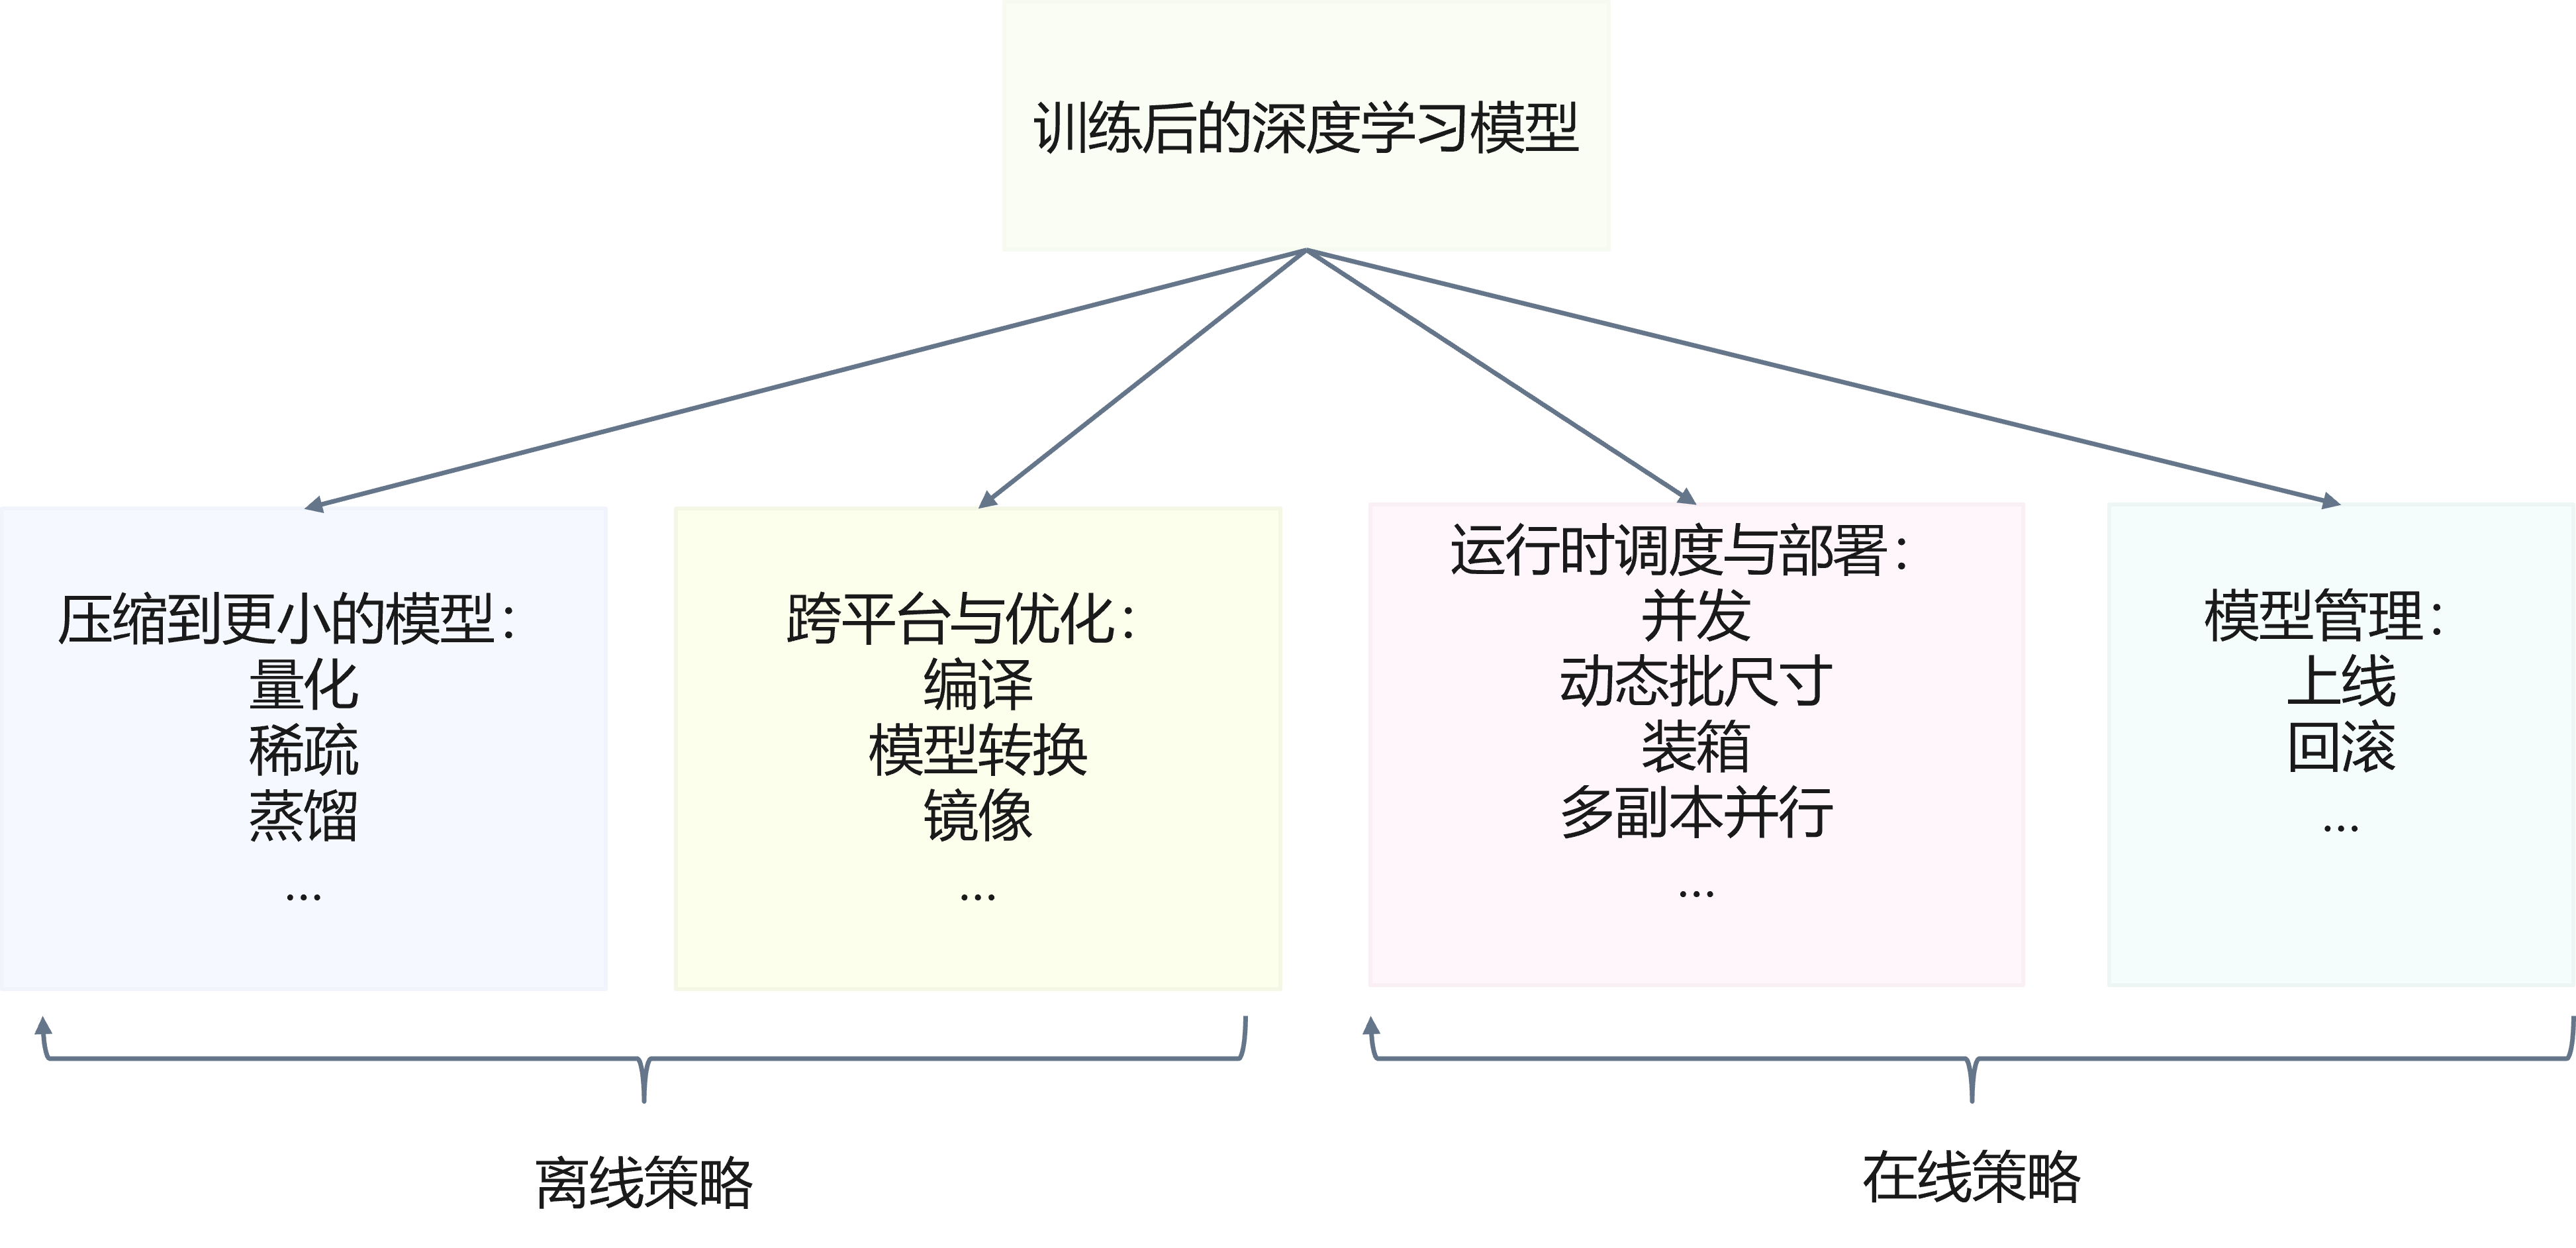 训练后的深度学习模型
压缩到更小的模型：
量化
稀疏
蒸馏
...
跨平台与优化：
编译
模型转换
镜像
...
运行时调度与部署：
并发
动态批尺寸
装箱
多副本并行
...
模型管理：
上线
回滚
...
离线策略
在线策略